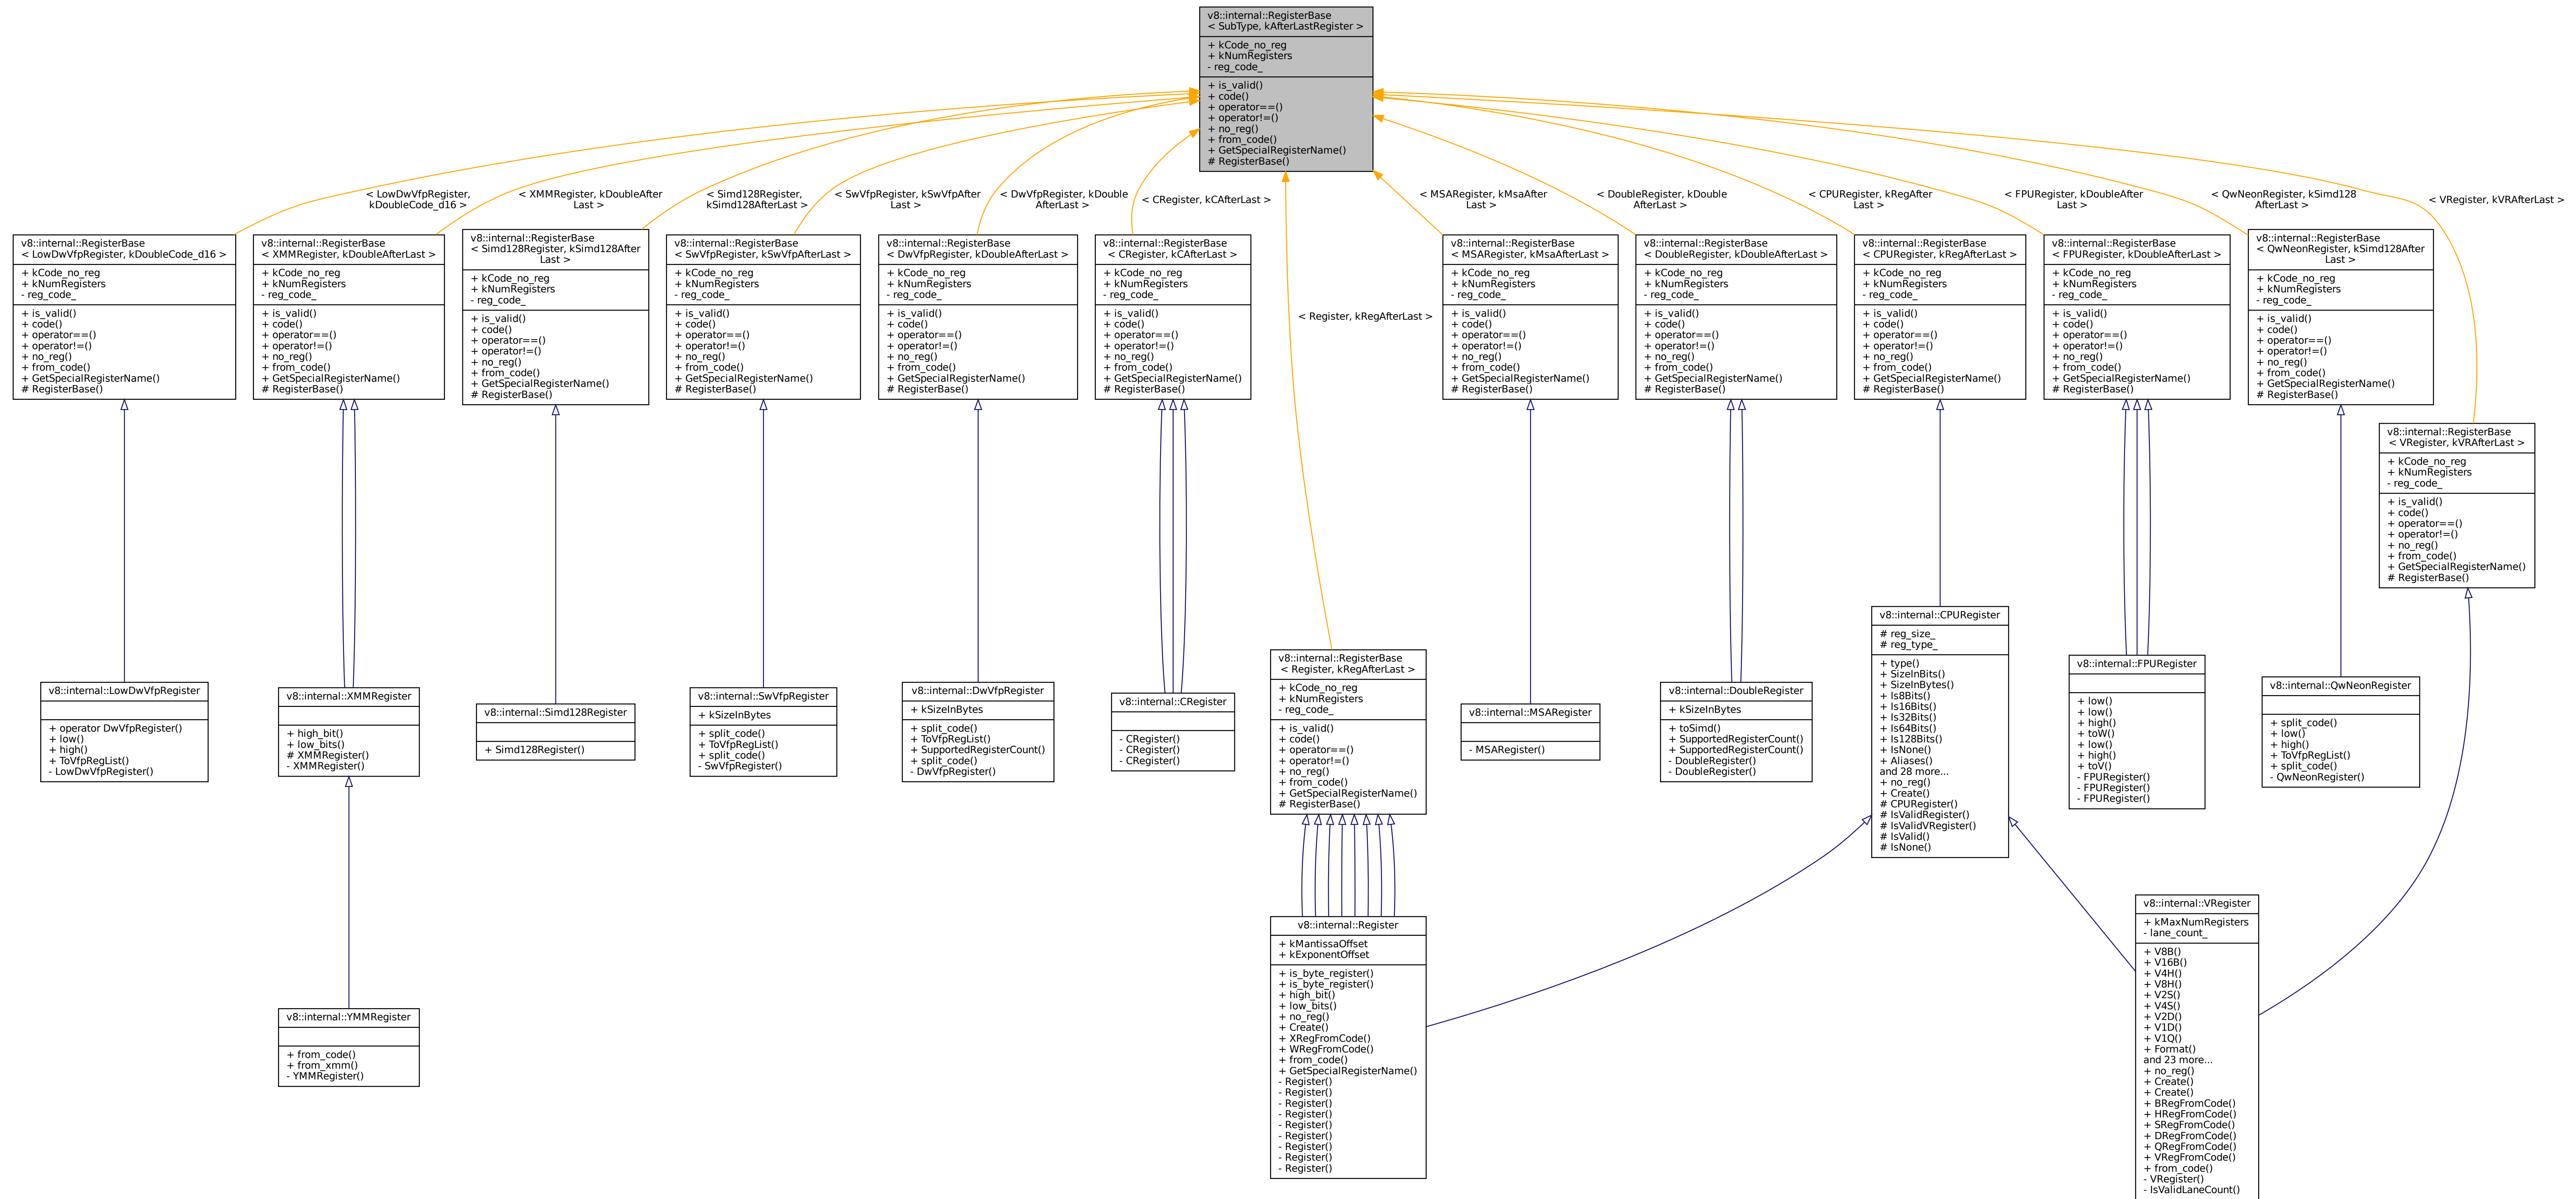 v8::internal::RegisterBase
< SubType, kAfterLastRegister >
+ kCode_no_reg
+ kNumRegisters
- reg_code_
+ is_valid()
+ code()
+ operator==()
+ operator!=()
+ no_reg()
+ from_code()
+ GetSpecialRegisterName()
# RegisterBase()
< LowDwVfpRegister,
kDoubleCode_d16 >
< XMMRegister, kDoubleAfter
Last >
< Simd128Register,
kSimd128AfterLast >
< SwVfpRegister, kSwVfpAfter
Last >
< DwVfpRegister, kDouble
AfterLast >
< CRegister, kCAfterLast >
< Register, kRegAfterLast >
< MSARegister, kMsaAfter
Last >
< DoubleRegister, kDouble
AfterLast >
< CPURegister, kRegAfter
Last >
< FPURegister, kDoubleAfter
Last >
< QwNeonRegister, kSimd128
AfterLast >
< VRegister, kVRAfterLast >
v8::internal::RegisterBase
< LowDwVfpRegister, kDoubleCode_d16 >
+ kCode_no_reg
+ kNumRegisters
- reg_code_
+ is_valid()
+ code()
+ operator==()
+ operator!=()
+ no_reg()
+ from_code()
+ GetSpecialRegisterName()
# RegisterBase()
v8::internal::RegisterBase
< XMMRegister, kDoubleAfterLast >
+ kCode_no_reg
+ kNumRegisters
- reg_code_
+ is_valid()
+ code()
+ operator==()
+ operator!=()
+ no_reg()
+ from_code()
+ GetSpecialRegisterName()
# RegisterBase()
v8::internal::RegisterBase
< Simd128Register, kSimd128After
Last >
+ kCode_no_reg
+ kNumRegisters
- reg_code_
+ is_valid()
+ code()
+ operator==()
+ operator!=()
+ no_reg()
+ from_code()
+ GetSpecialRegisterName()
# RegisterBase()
v8::internal::RegisterBase
< SwVfpRegister, kSwVfpAfterLast >
+ kCode_no_reg
+ kNumRegisters
- reg_code_
+ is_valid()
+ code()
+ operator==()
+ operator!=()
+ no_reg()
+ from_code()
+ GetSpecialRegisterName()
# RegisterBase()
v8::internal::RegisterBase
< DwVfpRegister, kDoubleAfterLast >
+ kCode_no_reg
+ kNumRegisters
- reg_code_
+ is_valid()
+ code()
+ operator==()
+ operator!=()
+ no_reg()
+ from_code()
+ GetSpecialRegisterName()
# RegisterBase()
v8::internal::RegisterBase
< CRegister, kCAfterLast >
+ kCode_no_reg
+ kNumRegisters
- reg_code_
+ is_valid()
+ code()
+ operator==()
+ operator!=()
+ no_reg()
+ from_code()
+ GetSpecialRegisterName()
# RegisterBase()
v8::internal::RegisterBase
< MSARegister, kMsaAfterLast >
+ kCode_no_reg
+ kNumRegisters
- reg_code_
+ is_valid()
+ code()
+ operator==()
+ operator!=()
+ no_reg()
+ from_code()
+ GetSpecialRegisterName()
# RegisterBase()
v8::internal::RegisterBase
< DoubleRegister, kDoubleAfterLast >
+ kCode_no_reg
+ kNumRegisters
- reg_code_
+ is_valid()
+ code()
+ operator==()
+ operator!=()
+ no_reg()
+ from_code()
+ GetSpecialRegisterName()
# RegisterBase()
v8::internal::RegisterBase
< CPURegister, kRegAfterLast >
+ kCode_no_reg
+ kNumRegisters
- reg_code_
+ is_valid()
+ code()
+ operator==()
+ operator!=()
+ no_reg()
+ from_code()
+ GetSpecialRegisterName()
# RegisterBase()
v8::internal::RegisterBase
< FPURegister, kDoubleAfterLast >
+ kCode_no_reg
+ kNumRegisters
- reg_code_
+ is_valid()
+ code()
+ operator==()
+ operator!=()
+ no_reg()
+ from_code()
+ GetSpecialRegisterName()
# RegisterBase()
v8::internal::RegisterBase
< QwNeonRegister, kSimd128After
Last >
+ kCode_no_reg
+ kNumRegisters
- reg_code_
+ is_valid()
+ code()
+ operator==()
+ operator!=()
+ no_reg()
+ from_code()
+ GetSpecialRegisterName()
# RegisterBase()
v8::internal::RegisterBase
< VRegister, kVRAfterLast >
+ kCode_no_reg
+ kNumRegisters
- reg_code_
+ is_valid()
+ code()
+ operator==()
+ operator!=()
+ no_reg()
+ from_code()
+ GetSpecialRegisterName()
# RegisterBase()
v8::internal::LowDwVfpRegister
+ operator DwVfpRegister()
+ low()
+ high()
+ ToVfpRegList()
- LowDwVfpRegister()
v8::internal::XMMRegister
+ high_bit()
+ low_bits()
# XMMRegister()
- XMMRegister()
v8::internal::Simd128Register
+ Simd128Register()
v8::internal::SwVfpRegister
+ kSizeInBytes
+ split_code()
+ ToVfpRegList()
+ split_code()
- SwVfpRegister()
v8::internal::DwVfpRegister
+ kSizeInBytes
+ split_code()
+ ToVfpRegList()
+ SupportedRegisterCount()
+ split_code()
- DwVfpRegister()
v8::internal::CRegister
- CRegister()
- CRegister()
- CRegister()
v8::internal::RegisterBase
< Register, kRegAfterLast >
+ kCode_no_reg
+ kNumRegisters
- reg_code_
+ is_valid()
+ code()
+ operator==()
+ operator!=()
+ no_reg()
+ from_code()
+ GetSpecialRegisterName()
# RegisterBase()
v8::internal::MSARegister
- MSARegister()
v8::internal::DoubleRegister
+ kSizeInBytes
+ toSimd()
+ SupportedRegisterCount()
+ SupportedRegisterCount()
- DoubleRegister()
- DoubleRegister()
v8::internal::CPURegister
# reg_size_
# reg_type_
+ type()
+ SizeInBits()
+ SizeInBytes()
+ Is8Bits()
+ Is16Bits()
+ Is32Bits()
+ Is64Bits()
+ Is128Bits()
+ IsNone()
+ Aliases()
and 28 more...
+ no_reg()
+ Create()
# CPURegister()
# IsValidRegister()
# IsValidVRegister()
# IsValid()
# IsNone()
v8::internal::FPURegister
+ low()
+ low()
+ high()
+ toW()
+ low()
+ high()
+ toV()
- FPURegister()
- FPURegister()
- FPURegister()
v8::internal::QwNeonRegister
+ split_code()
+ low()
+ high()
+ ToVfpRegList()
+ split_code()
- QwNeonRegister()
v8::internal::YMMRegister
+ from_code()
+ from_xmm()
- YMMRegister()
v8::internal::Register
+ kMantissaOffset
+ kExponentOffset
+ is_byte_register()
+ is_byte_register()
+ high_bit()
+ low_bits()
+ no_reg()
+ Create()
+ XRegFromCode()
+ WRegFromCode()
+ from_code()
+ GetSpecialRegisterName()
- Register()
- Register()
- Register()
- Register()
- Register()
- Register()
- Register()
- Register()
- Register()
v8::internal::VRegister
+ kMaxNumRegisters
- lane_count_
+ V8B()
+ V16B()
+ V4H()
+ V8H()
+ V2S()
+ V4S()
+ V2D()
+ V1D()
+ V1Q()
+ Format()
and 23 more...
+ no_reg()
+ Create()
+ Create()
+ BRegFromCode()
+ HRegFromCode()
+ SRegFromCode()
+ DRegFromCode()
+ QRegFromCode()
+ VRegFromCode()
+ from_code()
- VRegister()
- IsValidLaneCount()